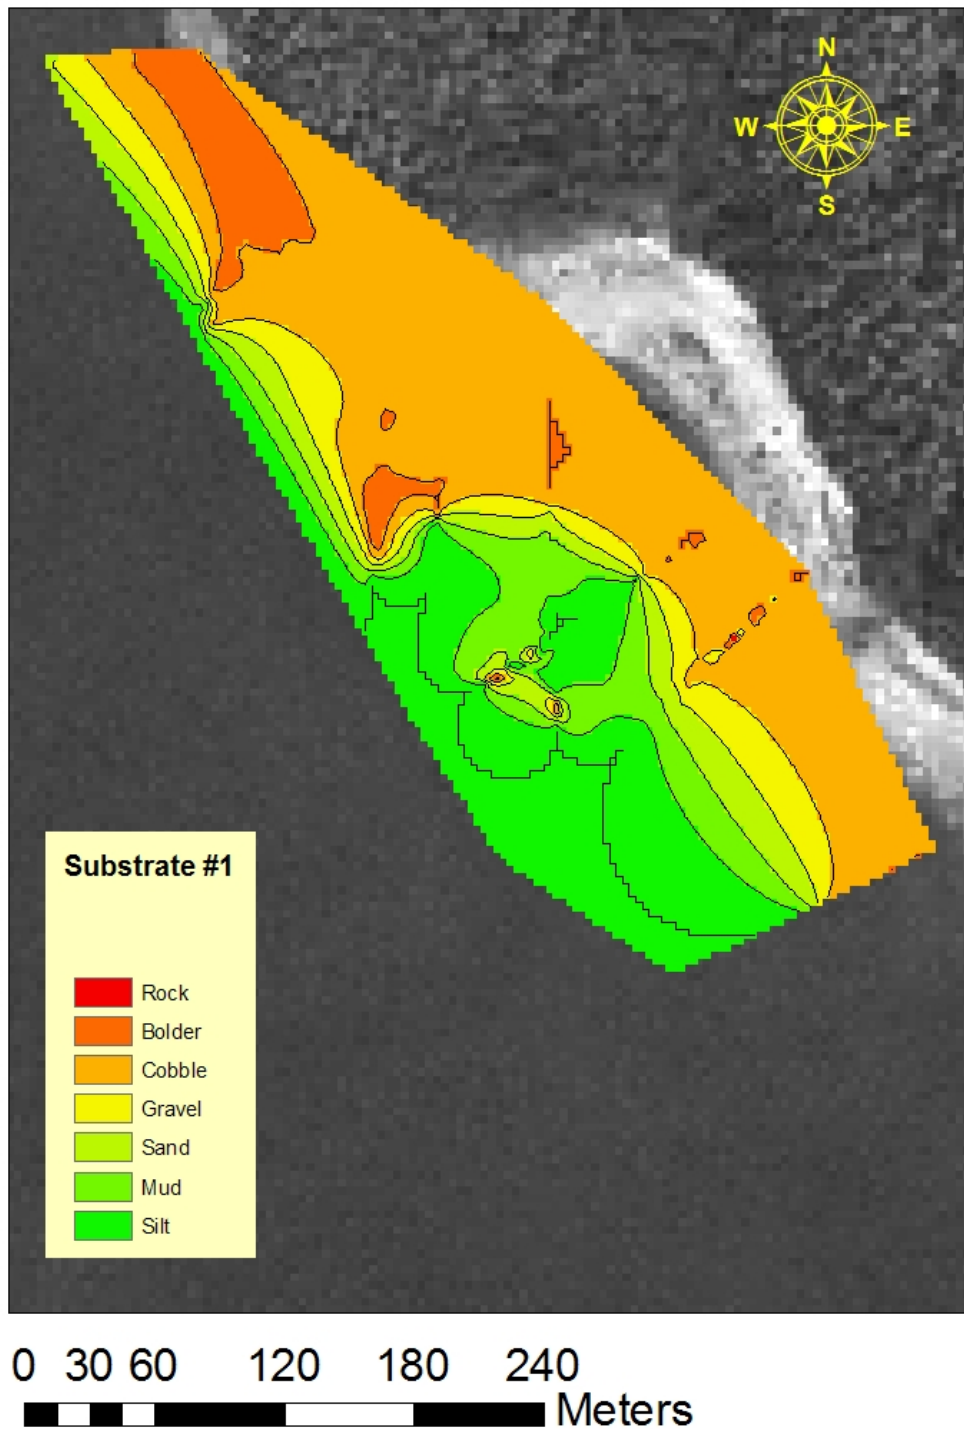 N
W E
S
Substrate #1
Rock
Bolder
Cobble
Gravel
Sand
Mud
Silt
0 30 60 120 180 240
Meters